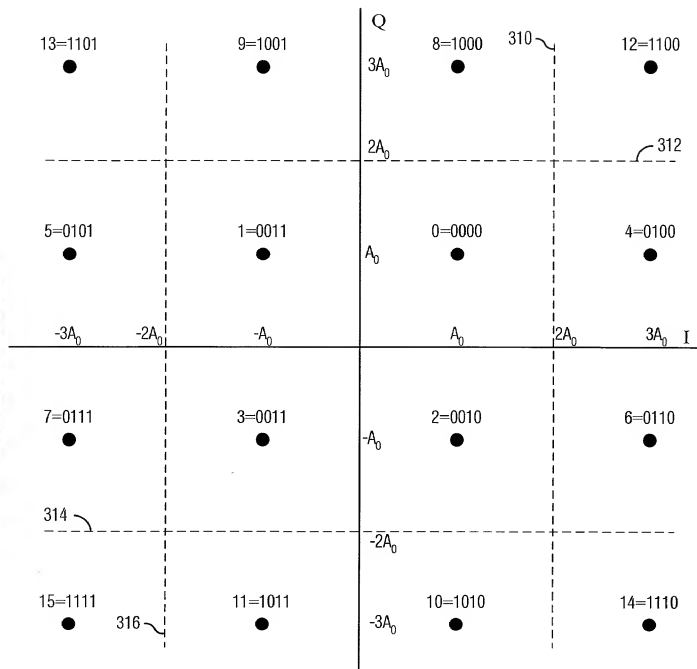 Q
13=1101 9=1001 8=1000 310 12=1100
3A₀
2A₀ 312
5=0101 1=0011 0=0000 4=0100
A₀
-3A₀ -2A₀ -A₀ A₀ 2A₀ 3A₀ I
7=0111 3=0011 2=0010 6=0110
-A₀
314
-2A₀
15=1111 11=1011 10=1010 14=1110
316 -3A₀